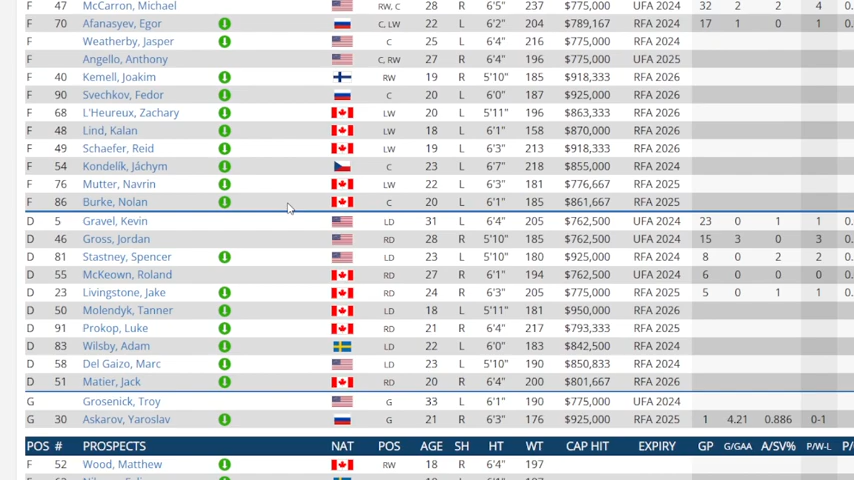 F 47 McCarron, Michael RW, C 28 R 6'5" 237 $775,000 UFA 2024 32 2 2 4 0.
F 70 Afanasyev, Egor C, LW 22 L 6'2" 204 $789,167 RFA 2024 17 1 0 1 0.
F Weatherby, Jasper C 25 L 6'4" 216 $775,000 RFA 2024
F Angello, Anthony C, RW 27 R 6'4" 196 $775,000 UFA 2025
F 40 Kemell, Joakim RW 19 R 5'10" 185 $918,333 RFA 2026
F 90 Svechkov, Fedor C 20 L 6'0" 187 $925,000 RFA 2026
F 68 L'Heureux, Zachary LW 20 L 5'11" 196 $863,333 RFA 2026
F 48 Lind, Kalan LW 18 L 6'1" 158 $870,000 RFA 2026
F 49 Schaefer, Reid LW 19 L 6'3" 213 $918,333 RFA 2026
F 54 Kondelík, Jáchym C 23 L 6'7" 218 $855,000 RFA 2024
F 76 Mutter, Navrin LW 22 L 6'3" 181 $776,667 RFA 2025
F 86 Burke, Nolan C 20 L 6'1" 185 $861,667 RFA 2025
D 5 Gravel, Kevin LD 31 L 6'4" 205 $762,500 UFA 2024 23 0 1 1 0.
D 46 Gross, Jordan RD 28 R 5'10" 185 $762,500 UFA 2024 15 3 0 3 0.
D 81 Stastney, Spencer LD 23 L 5'10" 180 $925,000 RFA 2024 8 0 2 2 0.
D 55 McKeown, Roland RD 27 R 6'1" 194 $762,500 UFA 2024 6 0 0 0 0.
D 23 Livingstone, Jake RD 24 R 6'3" 205 $775,000 RFA 2025 5 0 1 1 0.
D 50 Molendyk, Tanner LD 18 L 5'11" 181 $950,000 RFA 2026
D 91 Prokop, Luke RD 21 R 6'4" 217 $793,333 RFA 2025
D 83 Wilsby, Adam LD 22 L 6'0" 183 $842,500 RFA 2024
D 58 Del Gaizo, Marc LD 23 L 5'10" 190 $850,833 RFA 2024
D 51 Matier, Jack RD 20 R 6'4" 200 $801,667 RFA 2026
G Grosenick, Troy G 33 L 6'1" 190 $775,000 UFA 2024
G 30 Askarov, Yaroslav G 21 R 6'3" 176 $925,000 RFA 2025 1 4.21 0.886 0-1
POS # PROSPECTS NAT POS AGE SH HT WT CAP HIT EXPIRY GP G/GAA A/SV% P/W-L P/
F 52 Wood, Matthew RW 18 R 6'4" 197